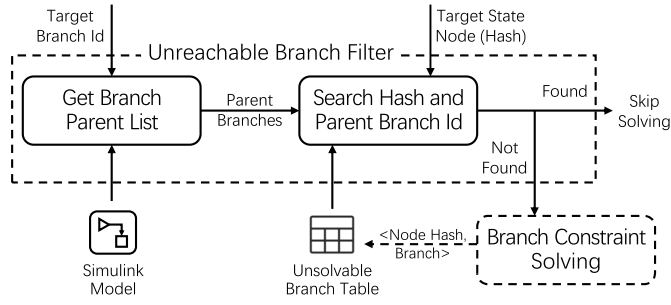 Target
Branch Id
Target State
Node (Hash)
Unreachable Branch Filter
Get Branch
Parent List
Parent
Branches
Search Hash and
Parent Branch Id
Found
Skip
Solving
Not
Found
Simulink
Model
Unsolvable
Branch Table
<Node Hash,
Branch>
Branch Constraint
Solving